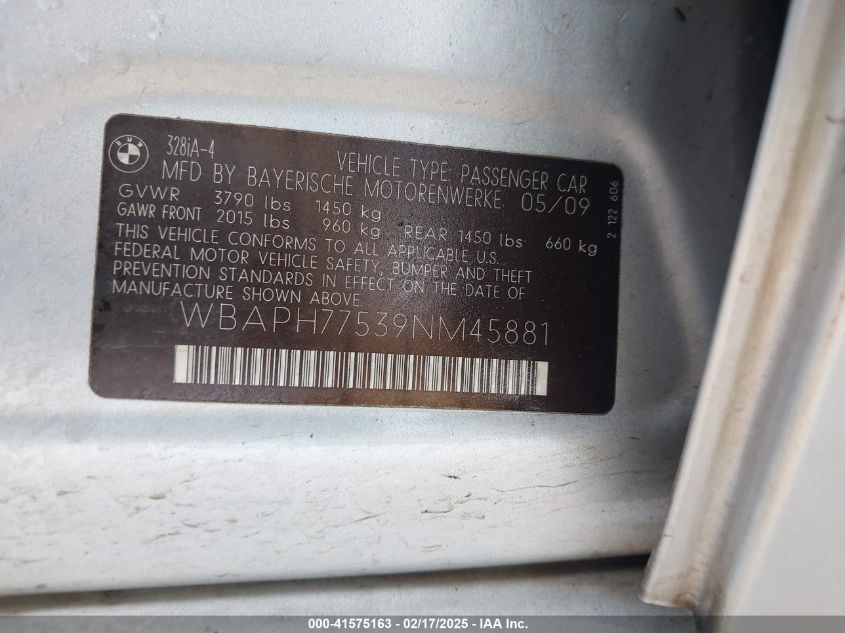 BMW
328iA-4
VEHICLE TYPE: PASSENGER CAR
MFD BY BAYERISCHE MOTORENWERKE 05/09
GVWR 3790 lbs 1450 kg
GAWR FRONT 2015 lbs 960 kg REAR 1450 lbs 660 kg
THIS VEHICLE CONFORMS TO ALL APPLICABLE U.S.
FEDERAL MOTOR VEHICLE SAFETY, BUMPER AND THEFT
PREVENTION STANDARDS IN EFFECT ON THE DATE OF
MANUFACTURE SHOWN ABOVE.
WBAPH77539NM45881
2 122 606
000-41575163 - 02/17/2025 - IAA Inc.